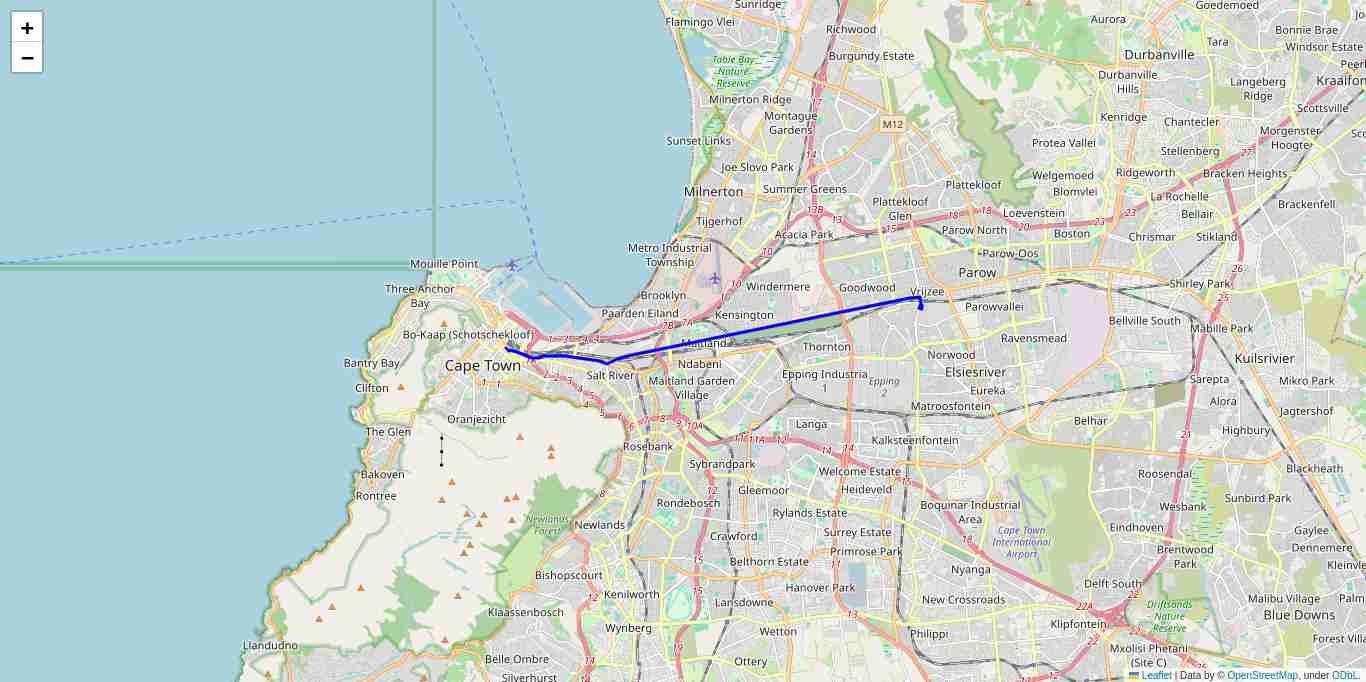 +
−
Sunridge
Flamingo Vlei
Goedemoed
Aurora
Richwood
Bonnie Brae
Tara
Windsor Estate
Burgundy Estate
Durbanville
Table Bay
Nature
Reserve
Durbanville
Hills
Langeberg
Ridge
Kraaifon
Milnerton Ridge
Scottsville
Montague
Gardens
M12
Kenridge
Chantecler
Morgenster
Hoogte
Sunset Links
Protea Vallei
Stellenberg
Joe Slovo Park
Welgemoed
Blomvlei
Ridgeworth
Bracken Heights
Milnerton
Summer Greens
Plattekloof
La Rochelle
Plattekloof
Glen
Loevenstein
Bellair
Brackenfell
Tijgerhof
Acacia Park
Parow North
Boston
Chrismar
Stikland
Metro Industrial
Township
Parow-Oos
Mouille Point
Parow
Three Anchor
Bay
Windermere
Goodwood
Vrijzee
Shirley Park
Brooklyn
Paarden Eiland
Kensington
Parowvallei
Bellville South
Mabille Park
Bo-Kaap (Schotschekloof)
Maitland
Thornton
Ravensmead
Bantry Bay
Cape Town
Salt River
Ndabeni
Norwood
Kuilsrivier
Clifton
Maitland Garden
Village
Epping Industria
1
Epping
2
Elsiesriver
Eureka
Sarepta
Mikro Park
Oranjezicht
Matroosfontein
Alora
Jagtershof
The Glen
Langa
Belhar
Highbury
Rosebank
Kalksteenfontein
Bakoven
Sybrandpark
Welcome Estate
Roosendal
Blackheath
Rontree
Gleemoor
Heideveld
Sunbird Park
Rondebosch
Boquinar Industrial
Area
Wesbank
Newlands
Forest
Newlands
Rylands Estate
Cape Town
International
Airport
Eindhoven
Gaylee
Crawford
Surrey Estate
Dennemere
Primrose Park
Brentwood
Park
Belthorn Estate
Nyanga
Bishopscourt
Hanover Park
Delft South
Kenilworth
Lansdowne
New Crossroads
Malibu Village
Klaassenbosch
Driftsands
Nature
Reserve
Blue Downs
Wynberg
Wetton
Philippi
Klipfontein
Llandudno
Mxolisi Phetani
(Site C)
Belle Ombre
Ottery
Silverhurst
Leaflet | Data by © OpenStreetMap, under ODbL.